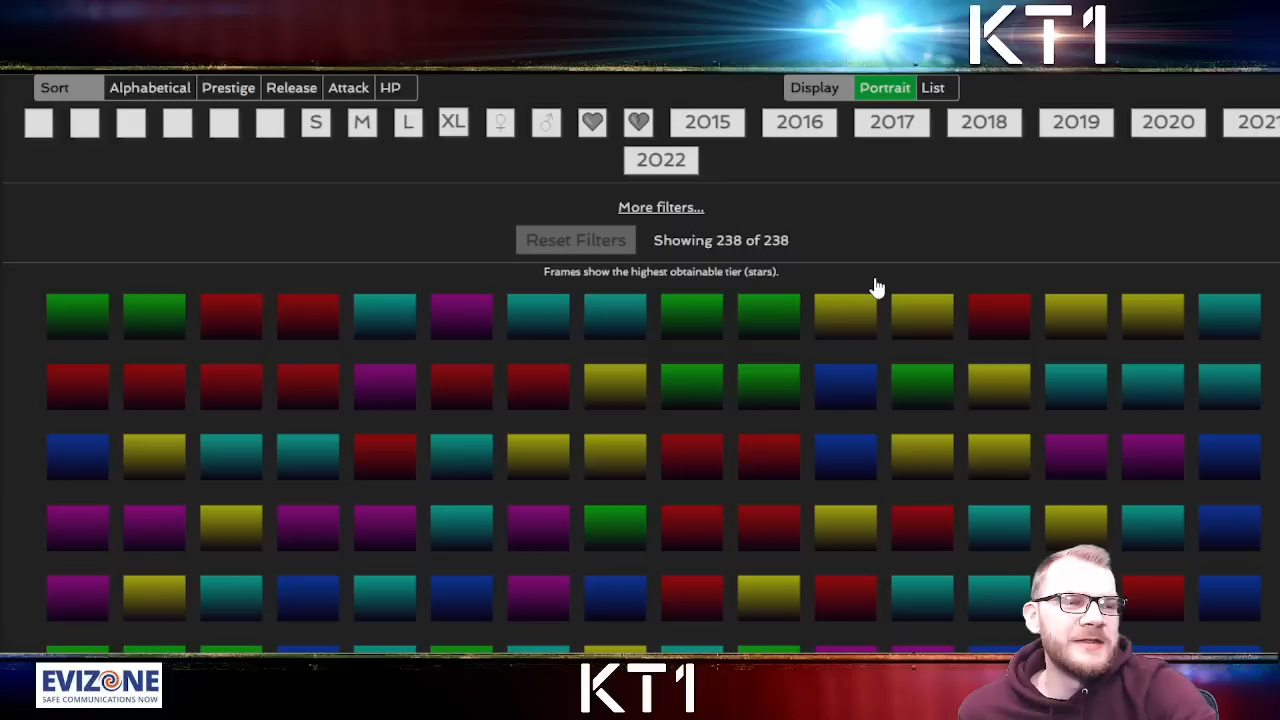 KT1
Sort Alphabetical Prestige Release Attack HP
Display Portrait List
S M L XL ♀ ♂ 2015 2016 2017 2018 2019 2020 2021
2022
More filters...
Reset Filters Showing 238 of 238
Frames show the highest obtainable tier (stars).
EVIZONE
SAFE COMMUNICATIONS NOW
KT1